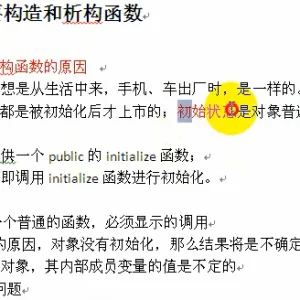 构造和析构函数
构函数的原因
想是从生活中来，手机、车出厂时，是一样的。
都是被初始化后才上市的；初始状态是对象普
供一个 public 的 initialize 函数；
即调用 initialize 函数进行初始化。
个普通的函数，必须显示的调用
的原因，对象没有初始化，那么结果将是不确定
对象，其内部成员变量的值是不定的
问题